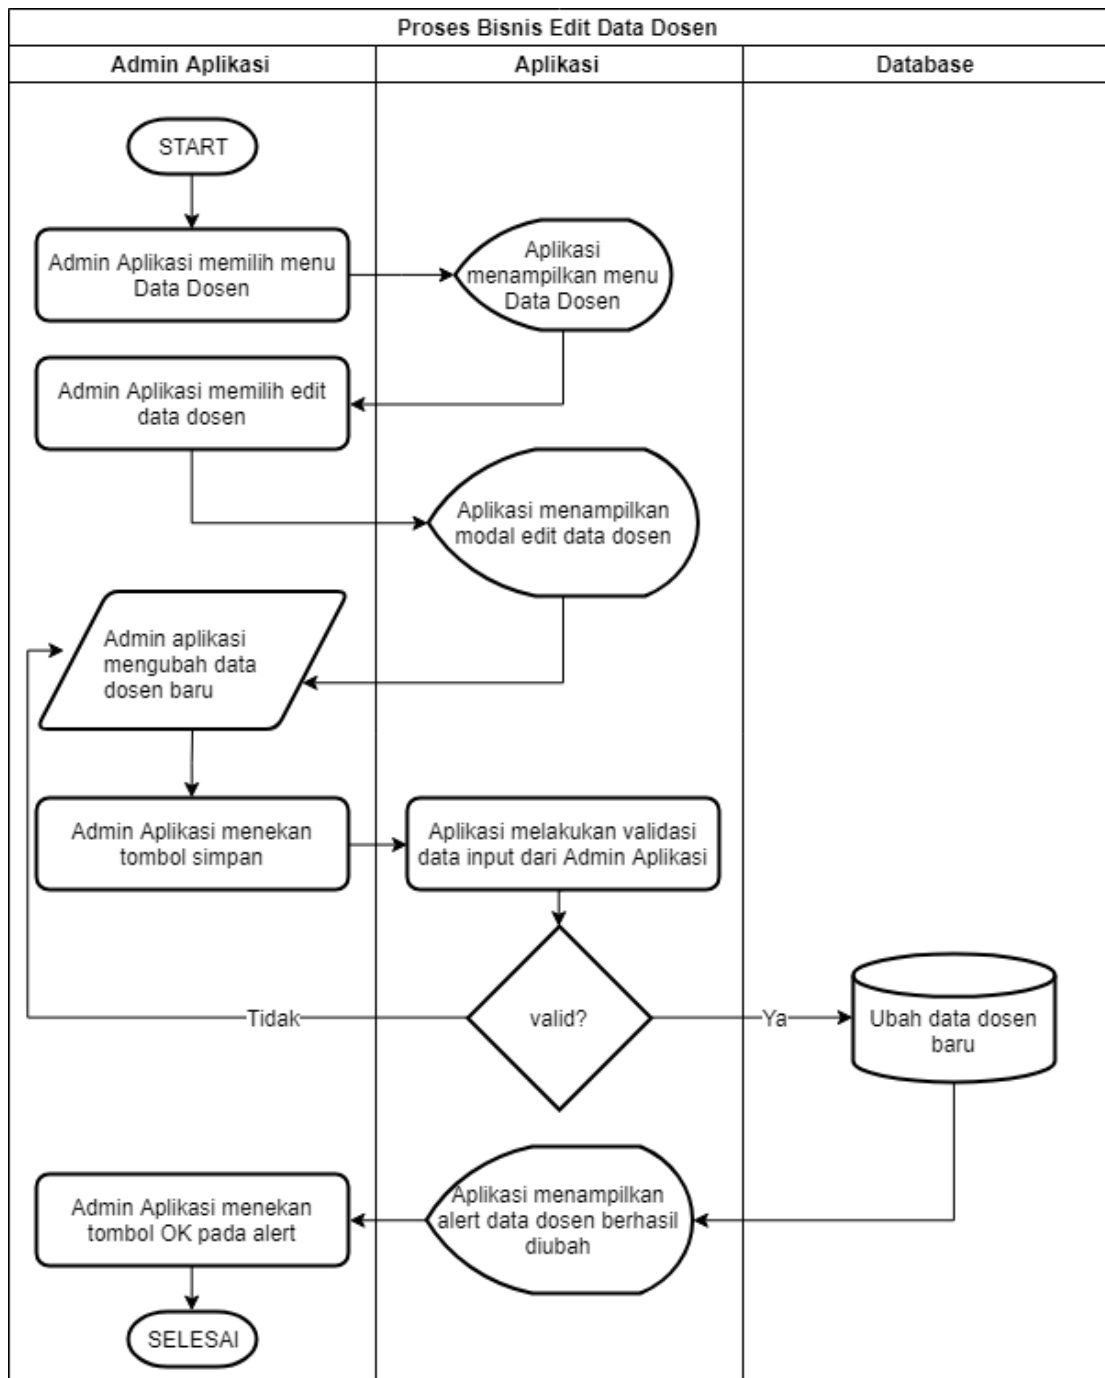 Proses Bisnis Edit Data Dosen
Admin Aplikasi
Aplikasi
Database
START
Admin Aplikasi memilih menu
Data Dosen
Aplikasi
menampilkan menu
Data Dosen
Admin Aplikasi memilih edit
data dosen
Aplikasi menampilkan
modal edit data dosen
Admin aplikasi
mengubah data
dosen baru
Admin Aplikasi menekan
tombol simpan
Aplikasi melakukan validasi
data input dari Admin Aplikasi
valid?
Tidak
Ya
Ubah data dosen
baru
Aplikasi menampilkan
alert data dosen berhasil
diubah
Admin Aplikasi menekan
tombol OK pada alert
SELESAI